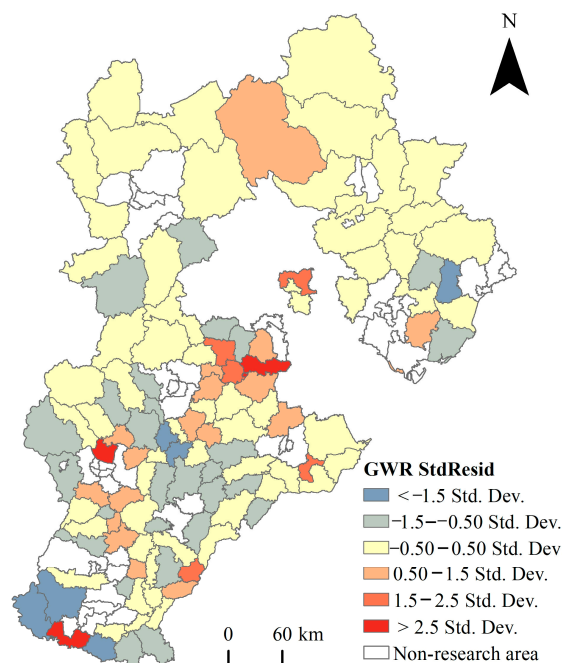 N
GWR StdResid
<−1.5 Std. Dev.
−1.5−−0.50 Std. Dev.
−0.50−0.50 Std. Dev
0.50−1.5 Std. Dev.
1.5−2.5 Std. Dev.
> 2.5 Std. Dev.
Non-research area
0 60 km